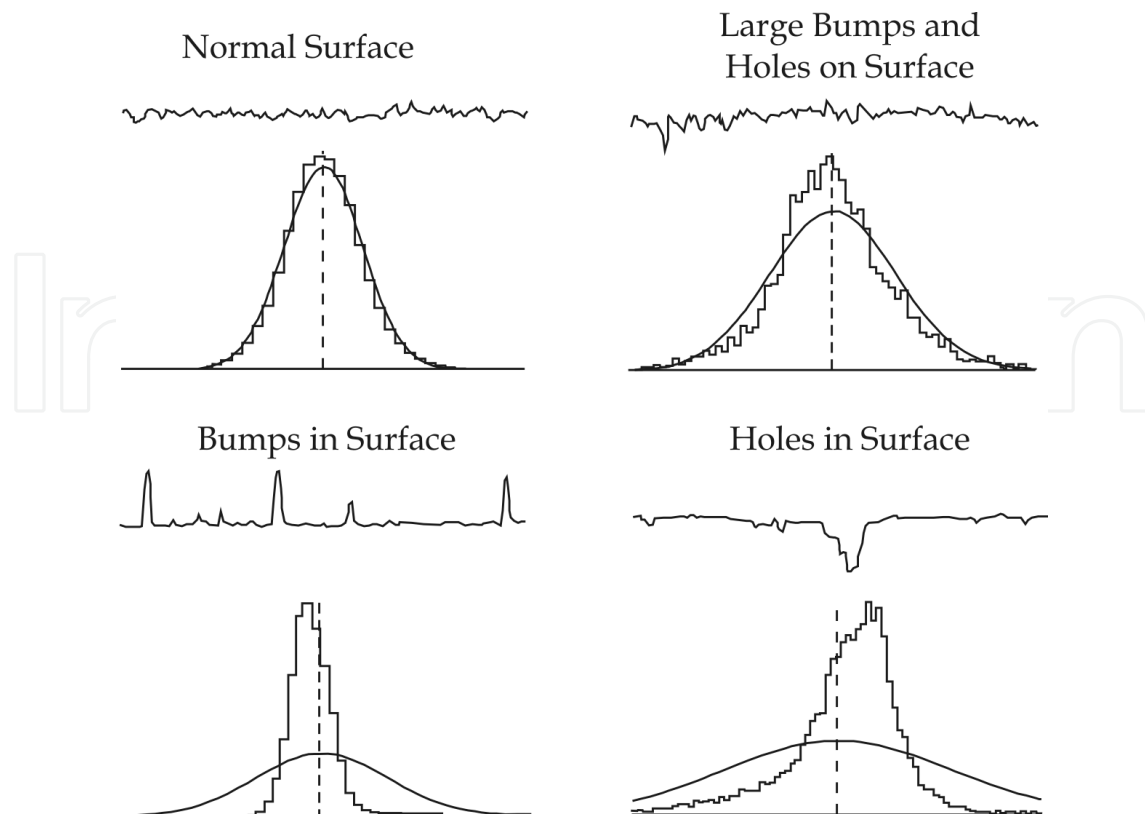 Normal Surface
Large Bumps and
Holes on Surface
Bumps in Surface
Holes in Surface